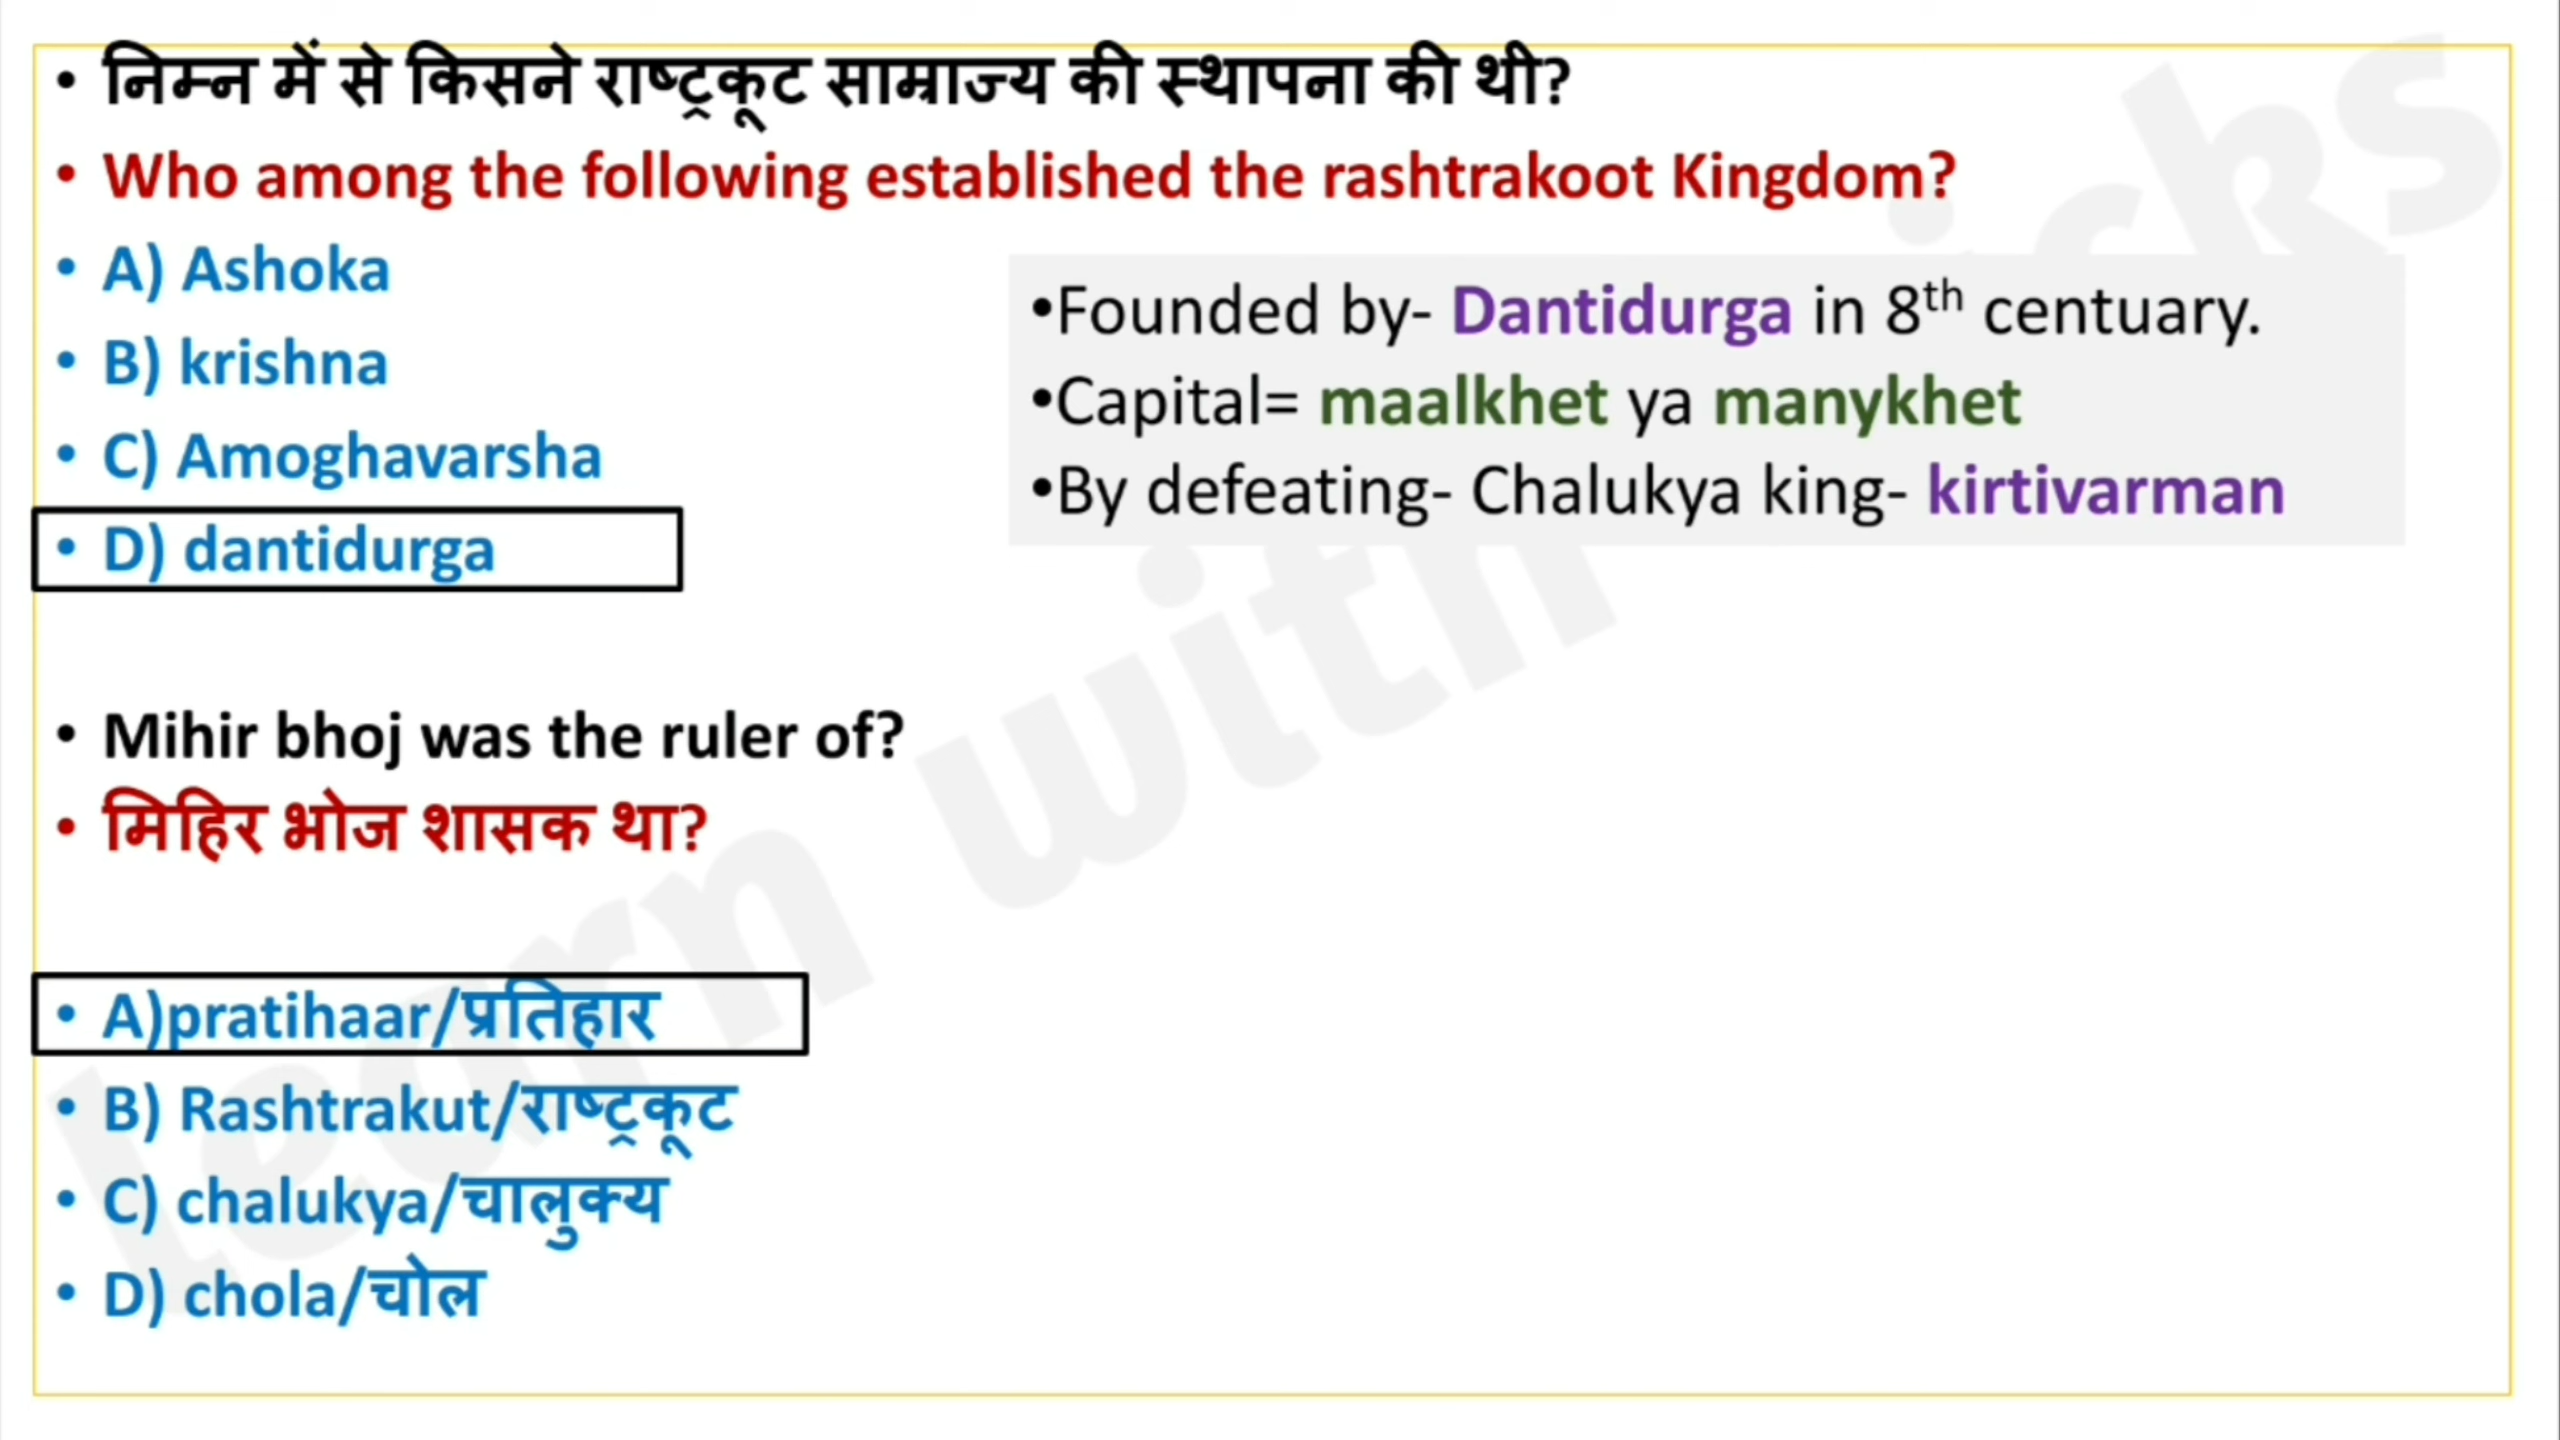 • निम्न में से किसने राष्ट्रकूट साम्राज्य की स्थापना की थी?
• Who among the following established the rashtrakoot Kingdom?
• A) Ashoka
• B) krishna
• C) Amoghavarsha
• D) dantidurga
•Founded by- Dantidurga in 8th centuary.
•Capital= maalkhet ya manykhet
•By defeating- Chalukya king- kirtivarman
• Mihir bhoj was the ruler of?
• मिहिर भोज शासक था?
• A)pratihaar/प्रतिहार
• B) Rashtrakut/राष्ट्रकूट
• C) chalukya/चालुक्य
• D) chola/चोल
learn with